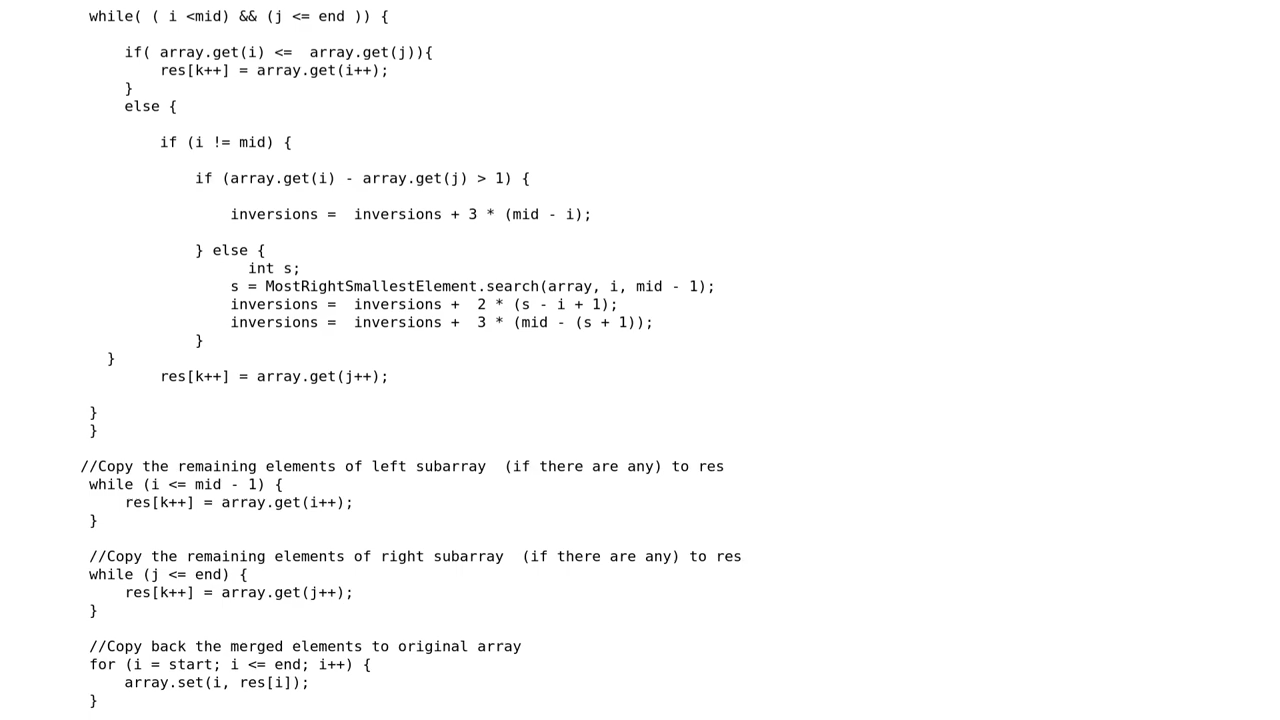 while( ( i <mid) && (j <= end )) {
if( array.get(i) <=  array.get(j)){
res[k++] = array.get(i++);
}
else {
if (i != mid) {
if (array.get(i) - array.get(j) > 1) {
inversions =  inversions + 3 * (mid - i);
} else {
int s;
s = MostRightSmallestElement.search(array, i, mid - 1);
inversions =  inversions +  2 * (s - i + 1);
inversions =  inversions +  3 * (mid - (s + 1));
}
}
res[k++] = array.get(j++);
}
}
//Copy the remaining elements of left subarray  (if there are any) to res
while (i <= mid - 1) {
res[k++] = array.get(i++);
}
//Copy the remaining elements of right subarray  (if there are any) to res
while (j <= end) {
res[k++] = array.get(j++);
}
//Copy back the merged elements to original array
for (i = start; i <= end; i++) {
array.set(i, res[i]);
}